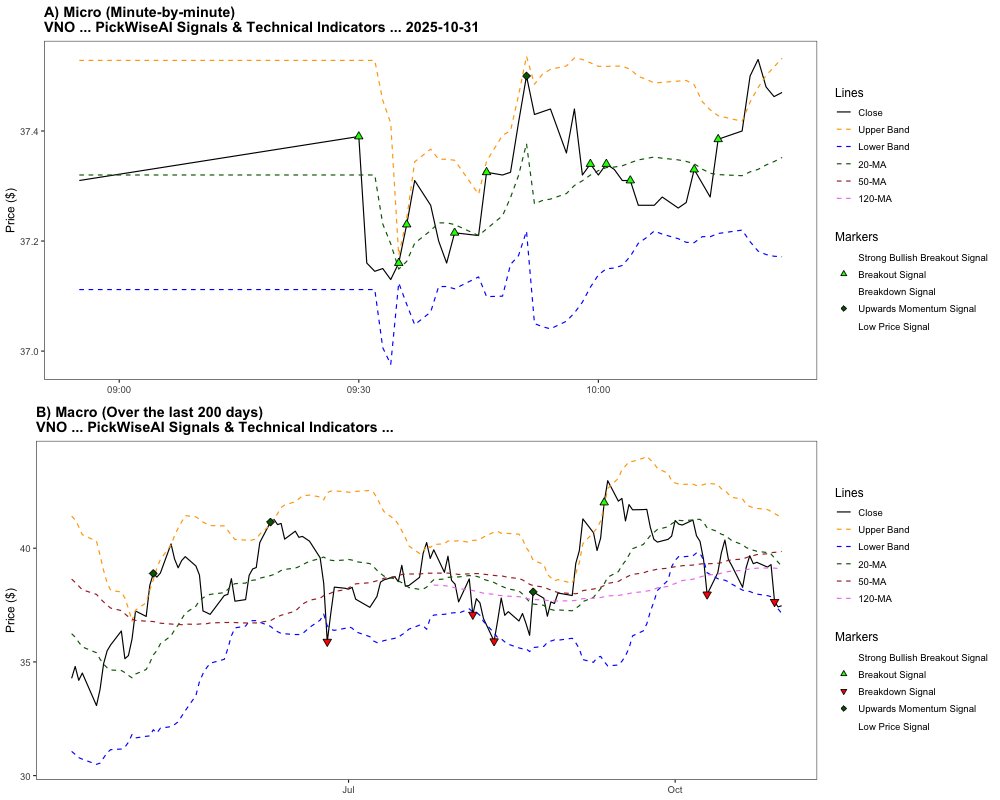 A) Micro (Minute-by-minute)
VNO ... PickWiseAI Signals & Technical Indicators ... 2025-10-31
Price ($)
37.4
37.2
37.0
09:00
09:30
10:00
Lines
Close
Upper Band
Lower Band
20-MA
50-MA
120-MA
Markers
Strong Bullish Breakout Signal
Breakout Signal
Breakdown Signal
Upwards Momentum Signal
Low Price Signal
B) Macro (Over the last 200 days)
VNO ... PickWiseAI Signals & Technical Indicators ...
Price ($)
40
35
30
Jul
Oct
Lines
Close
Upper Band
Lower Band
20-MA
50-MA
120-MA
Markers
Strong Bullish Breakout Signal
Breakout Signal
Breakdown Signal
Upwards Momentum Signal
Low Price Signal